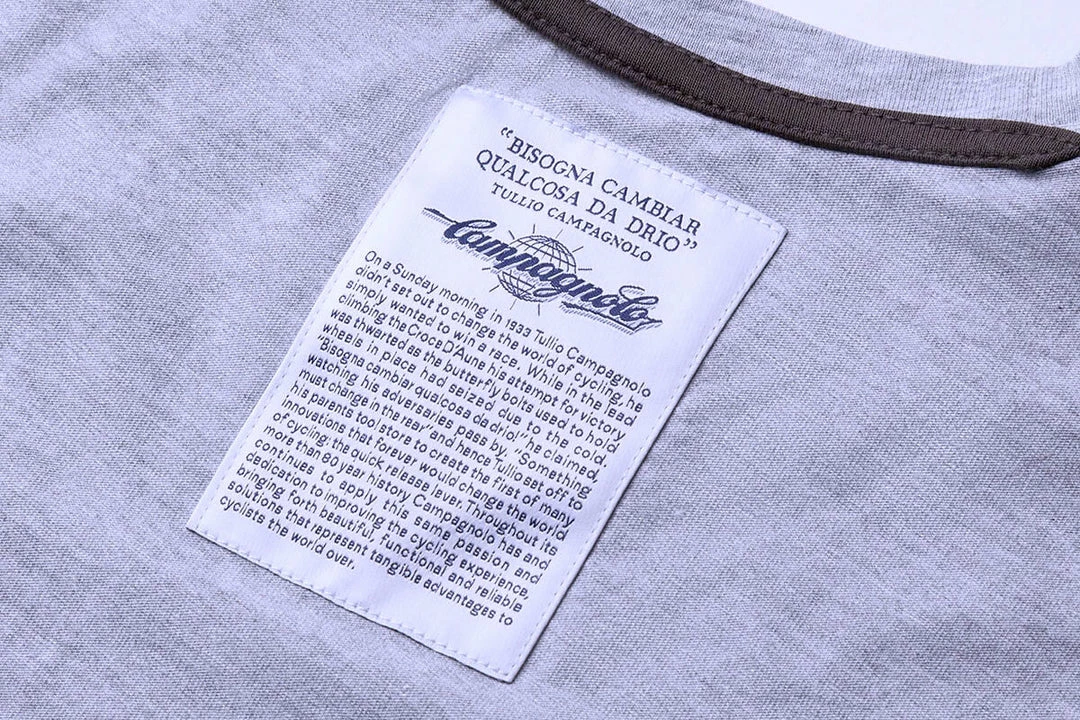 “BISOGNA CAMBIAR
QUALCOSA DA DRIO”
TULLIO CAMPAGNOLO
Campagnolo
On a Sunday morning in 1933 Tullio Campagnolo
didn't set out to change the world of cycling, he
simply wanted to win a race. While in the lead
climbing the Croce D'Aune his attempt for victory
was thwarted as the butterfly bolts used to hold
wheels in place had seized due to the cold.
"Bisogna cambiar qualcosa da drio!" he claimed,
watching his adversaries pass by. "Something
must change in the rear" and hence Tullio set off to
his parents tool store to create the first of many
innovations that forever would change the world
of cycling: the quick release lever. Throughout its
more than 80 year history Campagnolo has and
continues to apply this same passion and
dedication to improving the cycling experience,
bringing forth beautiful, functional and reliable
solutions that represent tangible advantages to
cyclists the world over.